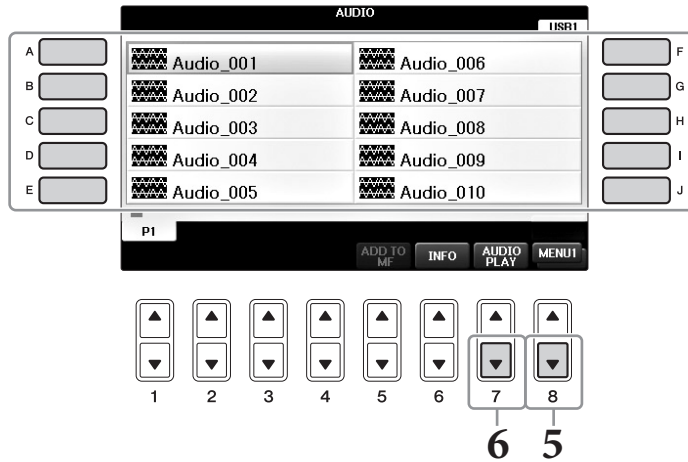 AUDIO
USB1
A Audio_001 Audio_006 F
B Audio_002 Audio_007 G
C Audio_003 Audio_008 H
D Audio_004 Audio_009 I
E Audio_005 Audio_010 J
P1
ADD TO MF INFO AUDIO PLAY MENU1
1 2 3 4 5 6 7 8
6 5